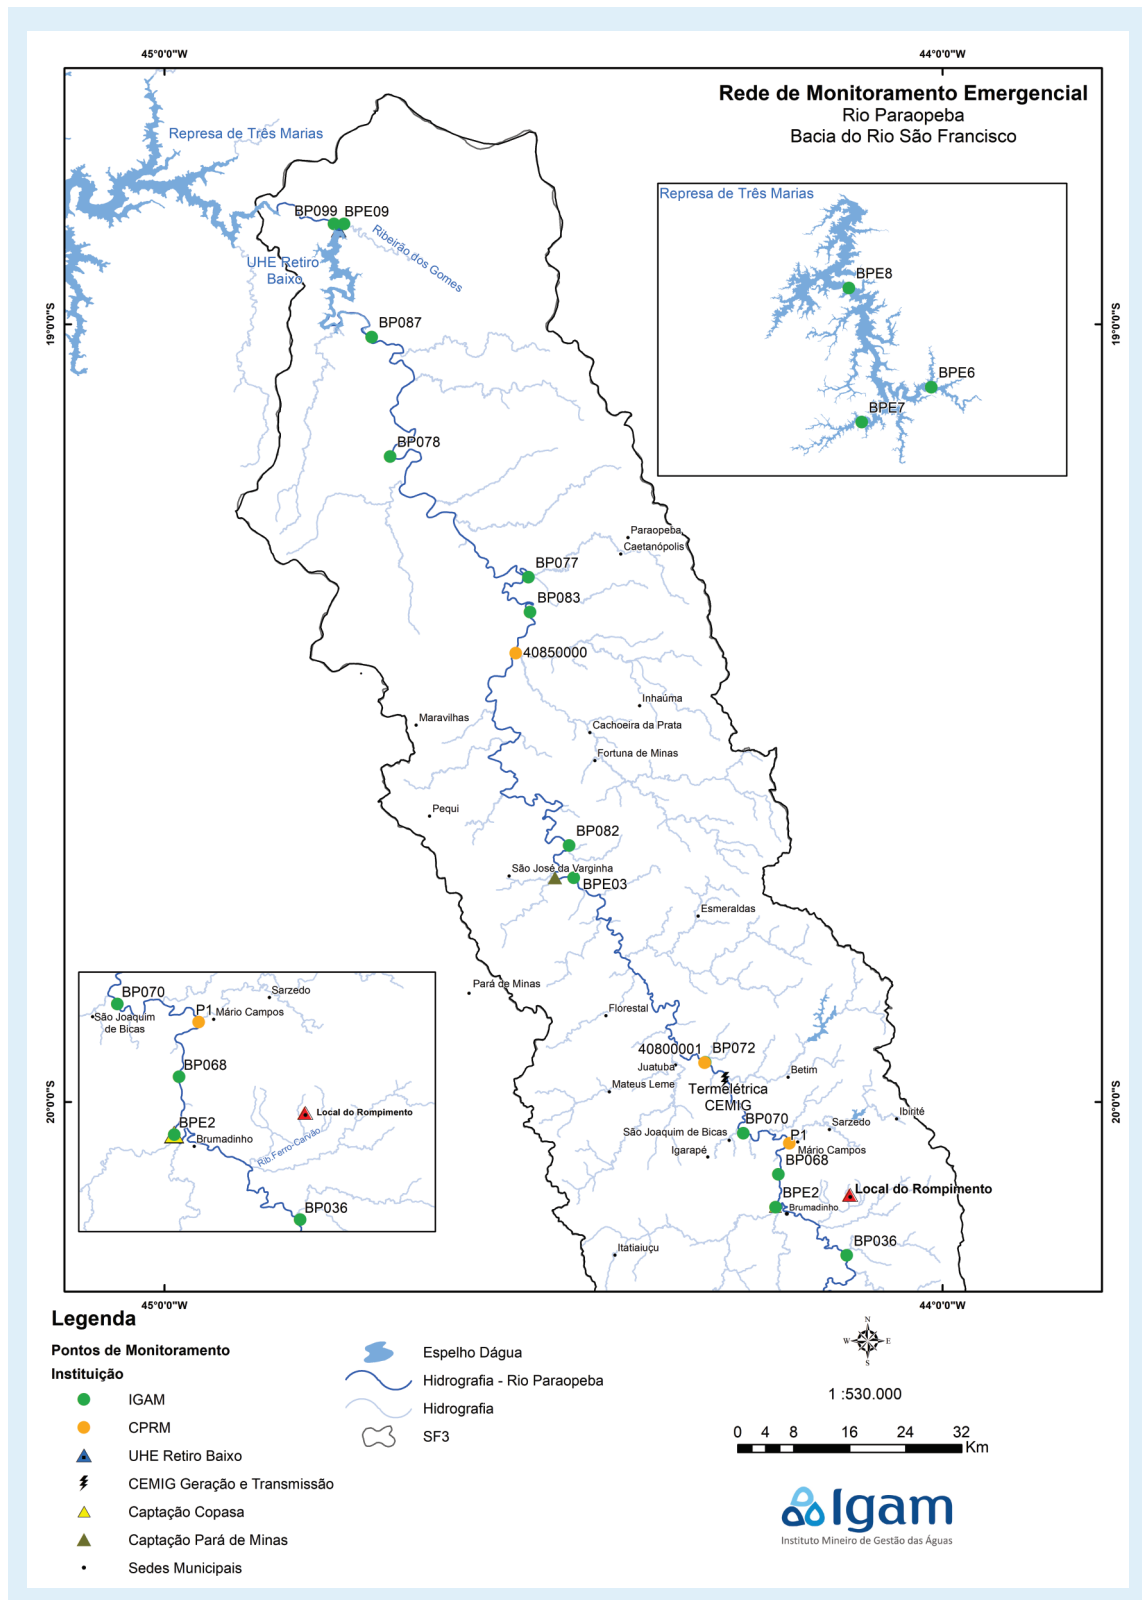 45°0'0"W
44°0'0"W
Rede de Monitoramento Emergencial
Rio Paraopeba
Bacia do Rio São Francisco
Represa de Três Marias
Represa de Três Marias
BP099
BPE09
Ribeirão dos Gomes
UHE Retiro
Baixo
BPE8
19°0'0"S
19°0'0"S
BP087
BPE6
BPE7
BP078
Paraopeba
Caetanópolis
BP077
BP083
40850000
Inhaúma
Maravilhas
Cachoeira da Prata
Fortuna de Minas
Pequi
BP082
São José da Varginha
BPE03
Esmeraldas
Pará de Minas
Florestal
BP070
Sarzedo
P1
Mário Campos
São Joaquim
de Bicas
BP068
Local do Rompimento
BPE2
Brumadinho
Rib.Ferro-Carvão
BP036
40800001
BP072
Juatuba
Betim
Mateus Leme
Termelétrica
CEMIG
20°0'0"S
20°0'0"S
Ibirité
BP070
Sarzedo
São Joaquim de Bicas
P1
Mário Campos
Igarapé
BP068
Local do Rompimento
BPE2
Brumadinho
BP036
Itatiaiuçu
45°0'0"W
44°0'0"W
Legenda
Pontos de Monitoramento
Instituição
IGAM
CPRM
UHE Retiro Baixo
CEMIG Geração e Transmissão
Captação Copasa
Captação Pará de Minas
Sedes Municipais
Espelho Dágua
Hidrografia - Rio Paraopeba
Hidrografia
SF3
N
W E
S
1 :530.000
0 4 8 16 24 32
Km
Igam
Instituto Mineiro de Gestão das Águas